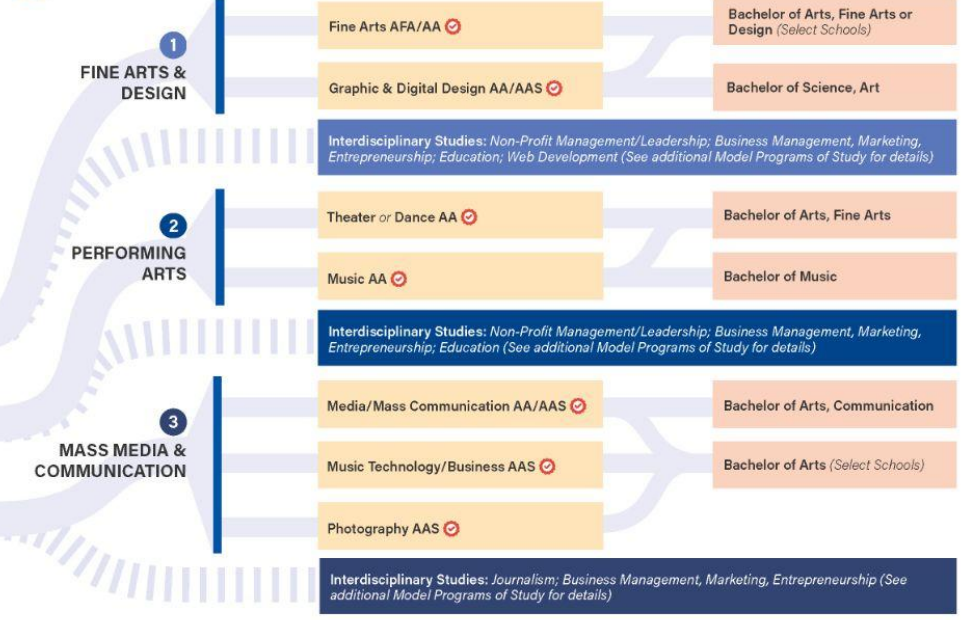 1
FINE ARTS &
DESIGN
Fine Arts AFA/AA
Bachelor of Arts, Fine Arts or
Design (Select Schools)
Graphic & Digital Design AA/AAS
Bachelor of Science, Art
Interdisciplinary Studies: Non-Profit Management/Leadership; Business Management, Marketing,
Entrepreneurship; Education; Web Development (See additional Model Programs of Study for details)
2
PERFORMING
ARTS
Theater or Dance AA
Bachelor of Arts, Fine Arts
Music AA
Bachelor of Music
Interdisciplinary Studies: Non-Profit Management/Leadership; Business Management, Marketing,
Entrepreneurship; Education (See additional Model Programs of Study for details)
3
MASS MEDIA &
COMMUNICATION
Media/Mass Communication AA/AAS
Bachelor of Arts, Communication
Music Technology/Business AAS
Bachelor of Arts (Select Schools)
Photography AAS
Interdisciplinary Studies: Journalism; Business Management, Marketing, Entrepreneurship (See
additional Model Programs of Study for details)